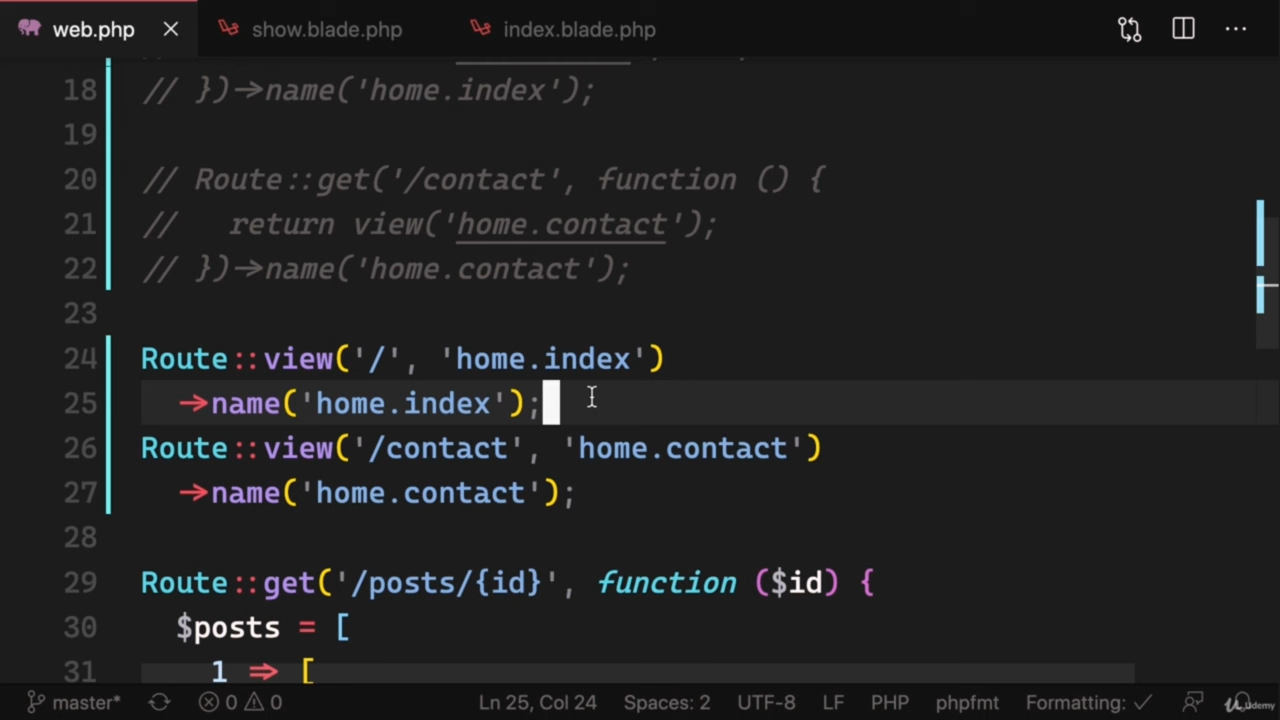 web.php show.blade.php index.blade.php
18 // })->name('home.index');
19
20 // Route::get('/contact', function () {
21 //   return view('home.contact');
22 // })->name('home.contact');
23
24 Route::view('/', 'home.index')
25   ->name('home.index');
26 Route::view('/contact', 'home.contact')
27   ->name('home.contact');
28
29 Route::get('/posts/{id}', function ($id) {
30   $posts = [
31     1 => [
master* 0 0 Ln 25, Col 24 Spaces: 2 UTF-8 LF PHP phpfmt Formatting: ✓ udemy